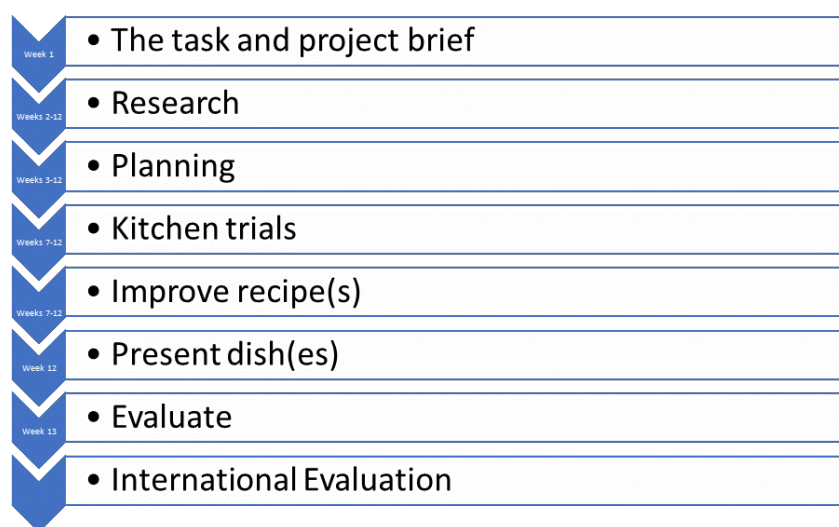 Week 1
• The task and project brief
Weeks 2-12
• Research
Weeks 3-12
• Planning
Weeks 7-12
• Kitchen trials
Weeks 7-12
• Improve recipe(s)
Week 12
• Present dish(es)
Week 13
• Evaluate
• International Evaluation